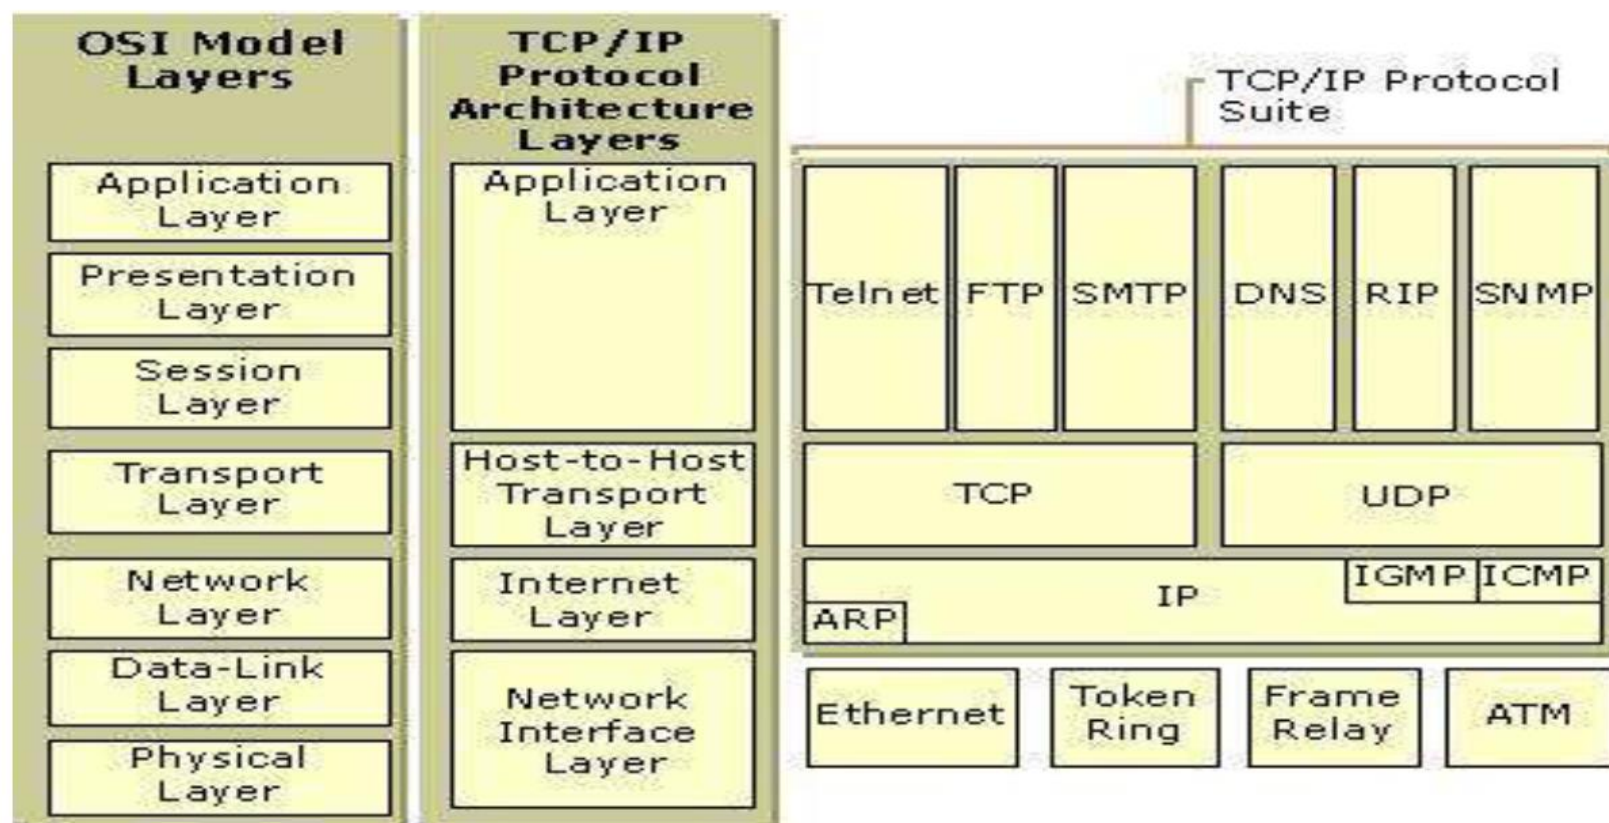 OSI Model
Layers
Application
Layer
Presentation
Layer
Session
Layer
Transport
Layer
Network
Layer
Data-Link
Layer
Physical
Layer
TCP/IP
Protocol
Architecture
Layers
Application
Layer
Host-to-Host
Transport
Layer
Internet
Layer
Network
Interface
Layer
TCP/IP Protocol
Suite
Telnet
FTP
SMTP
DNS
RIP
SNMP
TCP
UDP
IP
IGMP
ICMP
ARP
Ethernet
Token
Ring
Frame
Relay
ATM